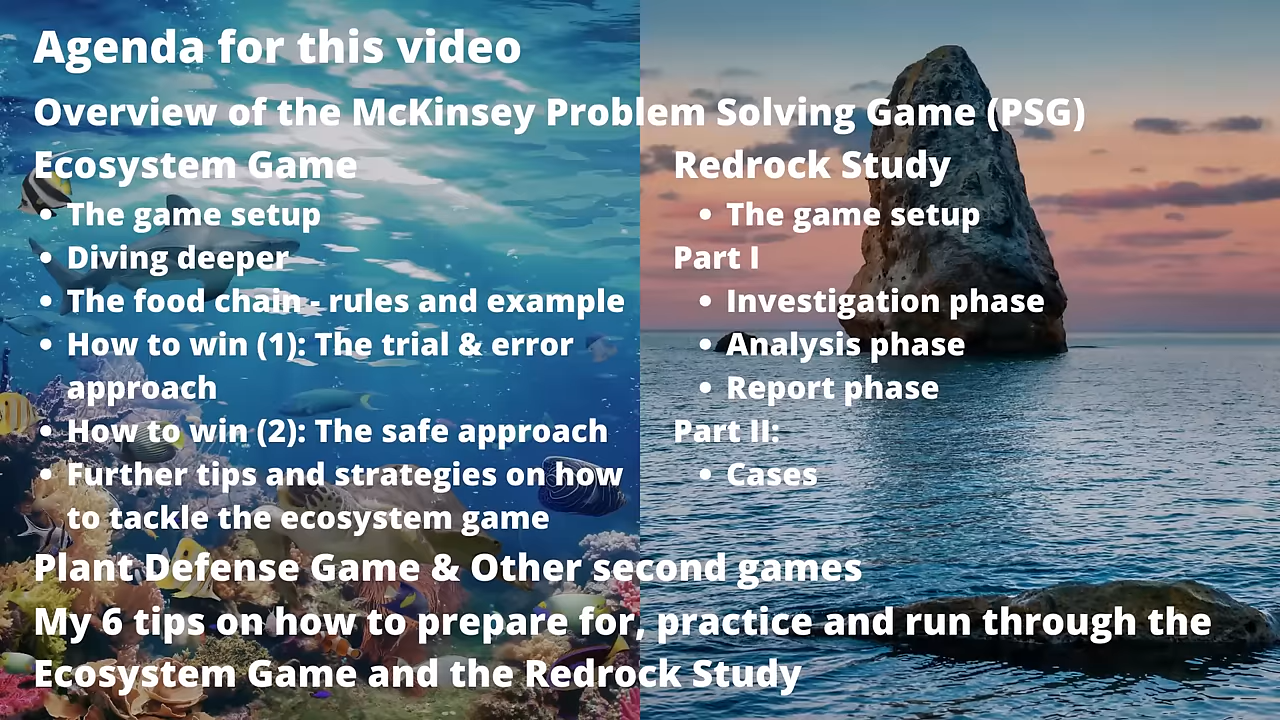 Agenda for this video
Overview of the McKinsey Problem Solving Game (PSG)
Ecosystem Game
• The game setup
• Diving deeper
• The food chain - rules and example
• How to win (1): The trial & error
approach
• How to win (2): The safe approach
• Further tips and strategies on how
to tackle the ecosystem game
Redrock Study
• The game setup
Part I
• Investigation phase
• Analysis phase
• Report phase
Part II:
• Cases
Plant Defense Game & Other second games
My 6 tips on how to prepare for, practice and run through the
Ecosystem Game and the Redrock Study